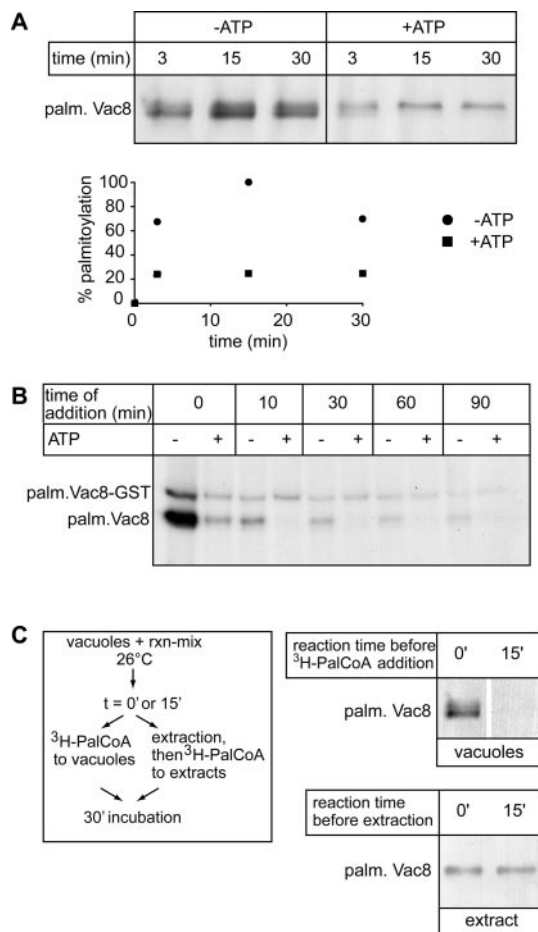 A
-ATP +ATP
time (min) 3 15 30 3 15 30
palm. Vac8
% palmitoylation
100
80
60
40
20
0
0 10 20 30
time (min)
-ATP
+ATP
B
time of
addition (min) 0 10 30 60 90
ATP - + - + - + - + - +
palm.Vac8-GST
palm.Vac8
C
vacuoles + rxn-mix
26°C
t = 0' or 15'
³H-PalCoA
to vacuoles
extraction,
then ³H-PalCoA
to extracts
30' incubation
reaction time before
³H-PalCoA addition
0' 15'
palm. Vac8
vacuoles
reaction time
before extraction
0' 15'
palm. Vac8
extract